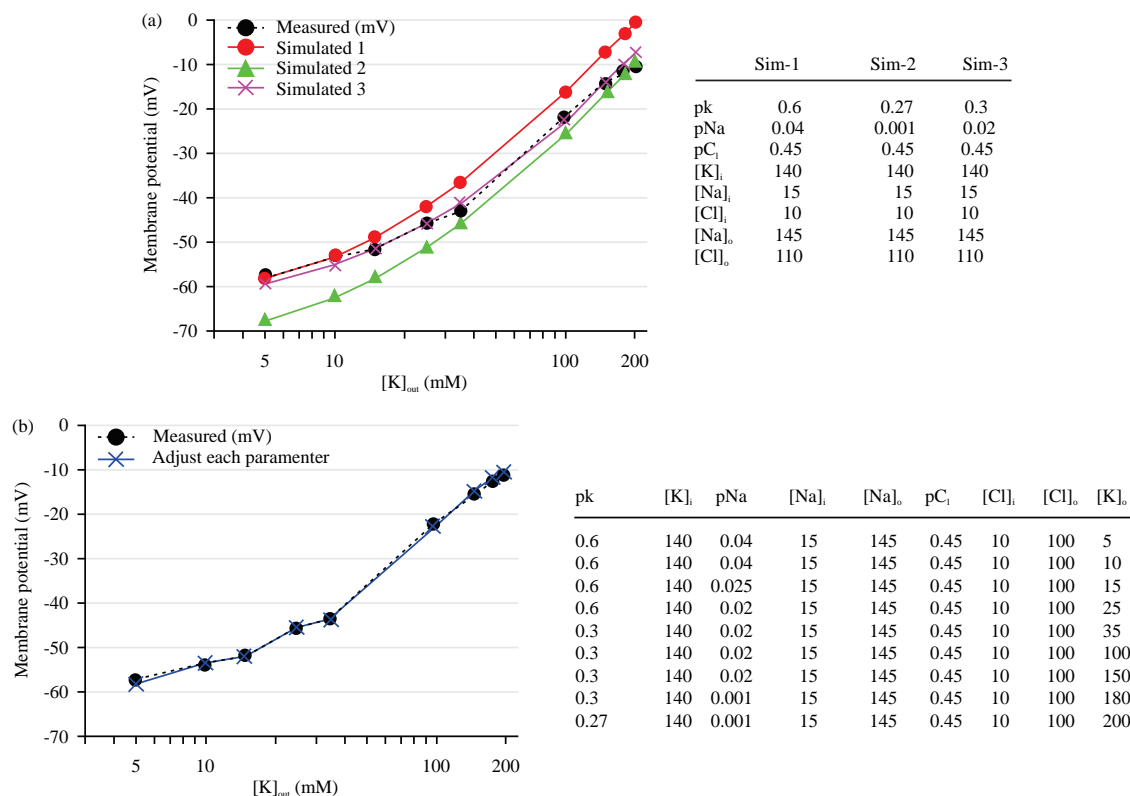 (a)
Measured (mV)
Simulated 1
Simulated 2
Simulated 3
0
-10
-20
-30
-40
-50
-60
-70
Membrane potential (mV)
5 10 100 200
[K]out (mM)
Sim-1 Sim-2 Sim-3
pk 0.6 0.27 0.3
pNa 0.04 0.001 0.02
pCl 0.45 0.45 0.45
[K]i 140 140 140
[Na]i 15 15 15
[Cl]i 10 10 10
[Na]o 145 145 145
[Cl]o 110 110 110
(b)
Measured (mV)
Adjust each paramenter
0
-10
-20
-30
-40
-50
-60
-70
Membrane potential (mV)
5 10 100 200
[K]out (mM)
pk [K]i pNa [Na]i [Na]o pCl [Cl]i [Cl]o [K]o
0.6 140 0.04 15 145 0.45 10 100 5
0.6 140 0.04 15 145 0.45 10 100 10
0.6 140 0.025 15 145 0.45 10 100 15
0.6 140 0.02 15 145 0.45 10 100 25
0.3 140 0.02 15 145 0.45 10 100 35
0.3 140 0.02 15 145 0.45 10 100 100
0.3 140 0.02 15 145 0.45 10 100 150
0.3 140 0.001 15 145 0.45 10 100 180
0.27 140 0.001 15 145 0.45 10 100 200